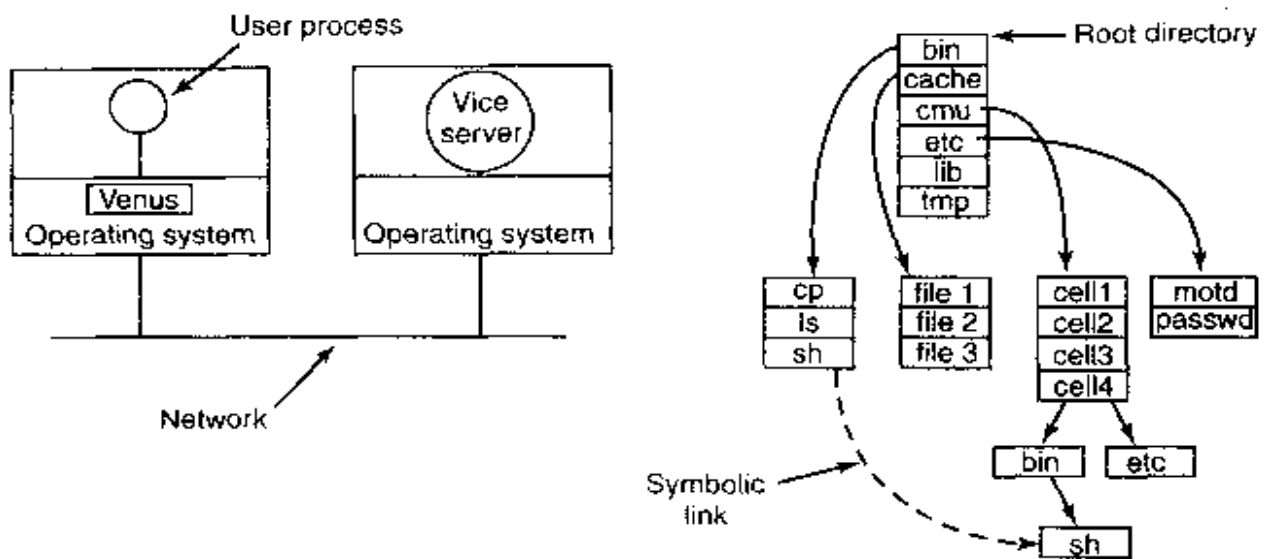 User process
Vice
server
Venus
Operating system
Operating system
Network
Root directory
bin
cache
cmu
etc
lib
tmp
cp
ls
sh
file 1
file 2
file 3
cell1
cell2
cell3
cell4
motd
passwd
bin
etc
Symbolic
link
sh